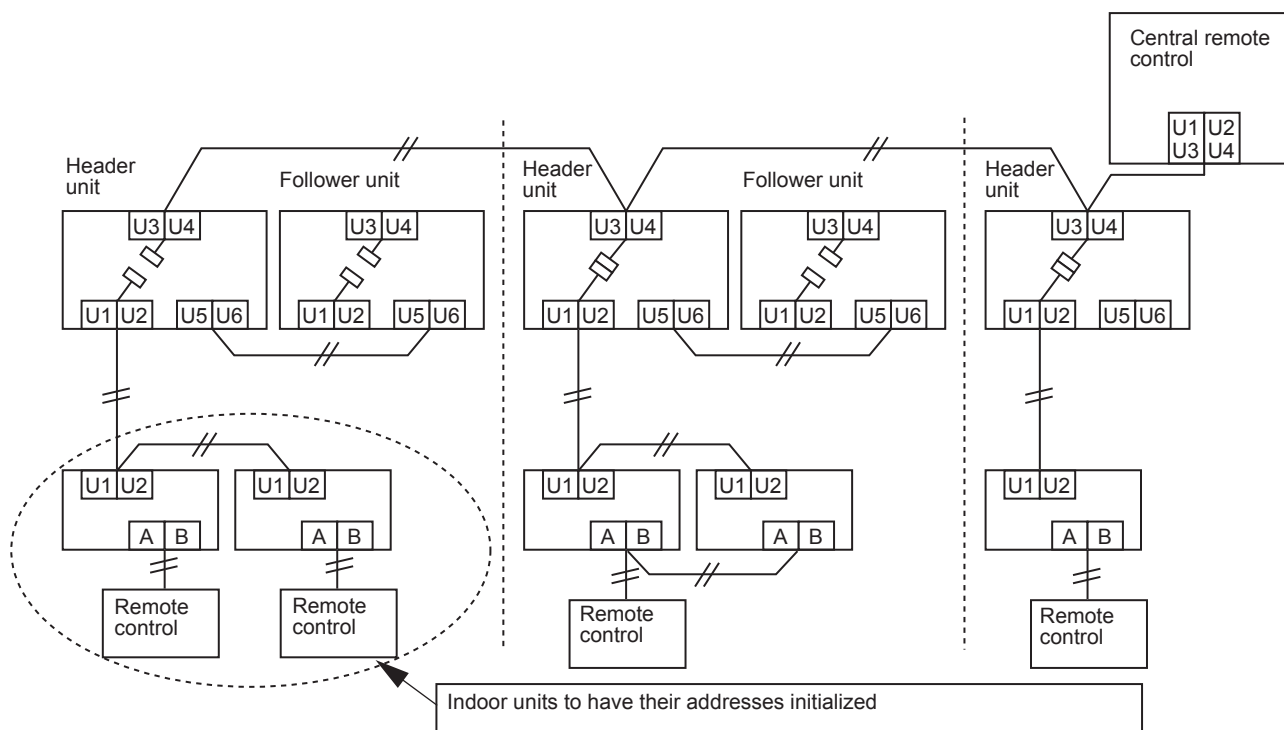 Central remote
control
U1 U2
U3 U4
Header
unit
Follower unit
Header
unit
Follower unit
Header
unit
U3 U4
U3 U4
U3 U4
U3 U4
U3 U4
U1 U2
U5 U6
U1 U2
U5 U6
U1 U2
U5 U6
U1 U2
U5 U6
U1 U2
U5 U6
U1 U2
U1 U2
U1 U2
U1 U2
U1 U2
A B
A B
A B
A B
A B
Remote
control
Remote
control
Remote
control
Remote
control
Indoor units to have their addresses initialized